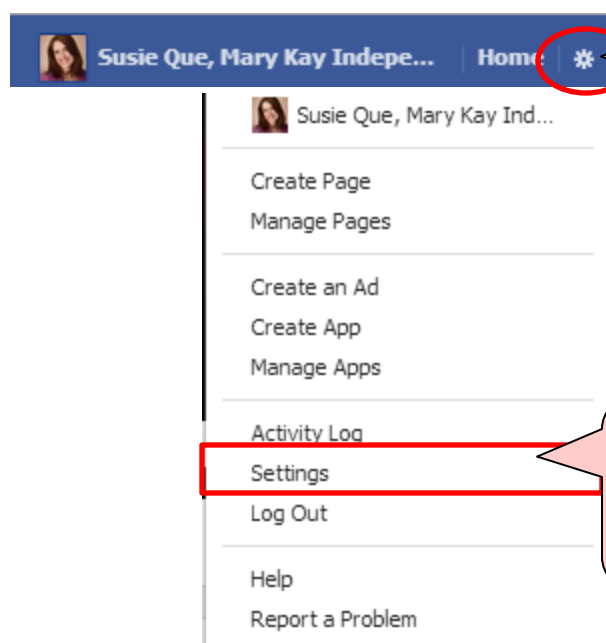 Susie Que, Mary Kay Indepe... Home
Susie Que, Mary Kay Ind...
Create Page
Manage Pages
Create an Ad
Create App
Manage Apps
Activity Log
Settings
Log Out
Help
Report a Problem